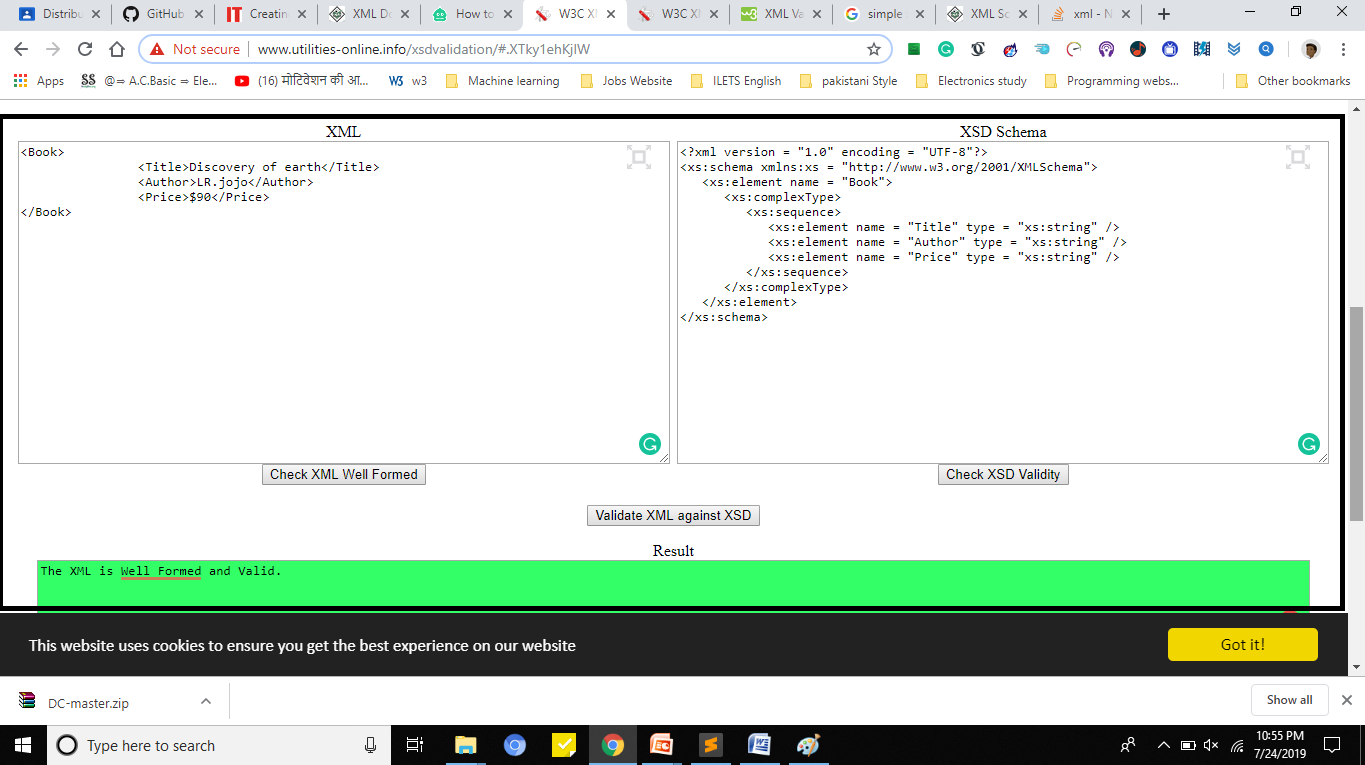 Distribu
GitHub
Creatin
XML Do
How to
W3C X
W3C X
XML Va
simple
XML Sc
xml - N
Not secure
www.utilities-online.info/xsdvalidation/#.XTky1ehKjIW
Apps
@⇒ A.C.Basic ⇒ Ele...
(16) मोटिवेशन की आ...
w3
Machine learning
Jobs Website
ILETS English
pakistani Style
Electronics study
Programming webs...
Other bookmarks
XML
<Book>
<Title>Discovery of earth</Title>
<Author>LR.jojo</Author>
<Price>$90</Price>
</Book>
Check XML Well Formed
XSD Schema
<?xml version = "1.0" encoding = "UTF-8"?>
<xs:schema xmlns:xs = "http://www.w3.org/2001/XMLSchema">
<xs:element name = "Book">
<xs:complexType>
<xs:sequence>
<xs:element name = "Title" type = "xs:string" />
<xs:element name = "Author" type = "xs:string" />
<xs:element name = "Price" type = "xs:string" />
</xs:sequence>
</xs:complexType>
</xs:element>
</xs:schema>
Check XSD Validity
Validate XML against XSD
Result
The XML is Well Formed and Valid.
This website uses cookies to ensure you get the best experience on our website
Got it!
DC-master.zip
Show all
Type here to search
10:55 PM
7/24/2019